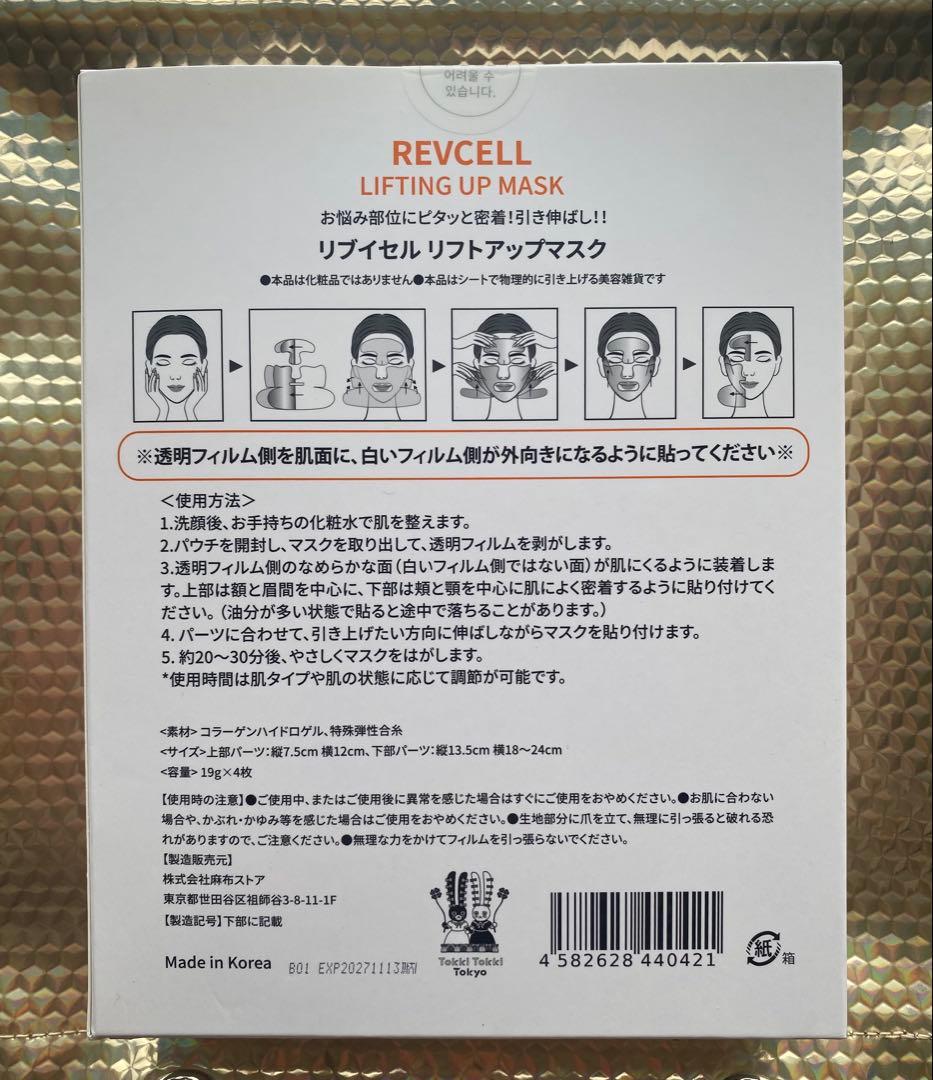 어려울 수
있습니다.
REVCELL
LIFTING UP MASK
お悩み部位にピタッと密着！引き伸ばし！！
リブイセル リフトアップマスク
●本品は化粧品ではありません●本品はシートで物理的に引き上げる美容雑貨です
※透明フィルム側を肌面に、白いフィルム側が外向きになるように貼ってください※
＜使用方法＞
1.洗顔後、お手持ちの化粧水で肌を整えます。
2.パウチを開封し、マスクを取り出して、透明フィルムを剥がします。
3.透明フィルム側のなめらかな面（白いフィルム側ではない面）が肌にくるように装着しま
す。上部は額と眉間を中心に、下部は頬と顎を中心に肌によく密着するように貼り付けてく
ださい。（油分が多い状態で貼ると途中で落ちることがあります。）
4. パーツに合わせて、引き上げたい方向に伸ばしながらマスクを貼り付けます。
5. 約20～30分後、やさしくマスクをはがします。
*使用時間は肌タイプや肌の状態に応じて調節が可能です。
<素材> コラーゲンハイドロゲル、特殊弾性合糸
<サイズ>上部パーツ：縦7.5cm 横12cm、下部パーツ：縦13.5cm 横18～24cm
<容量> 19g×4枚
【使用時の注意】●ご使用中、またはご使用後に異常を感じた場合はすぐにご使用をおやめください。●お肌に合わない
場合や、かぶれ・かゆみ等を感じた場合はご使用をおやめください。●生地部分に爪を立て、無理に引っ張ると破れる恐
れがありますので、ご注意ください。●無理な力をかけてフィルムを引っ張らないでください。
【製造販売元】
株式会社麻布ストア
東京都世田谷区祖師谷3-8-11-1F
【製造記号】下部に記載
Made in Korea
B01 EXP20271113까지
Tokki Tokki
Tokyo
4 582628 440421
紙
箱